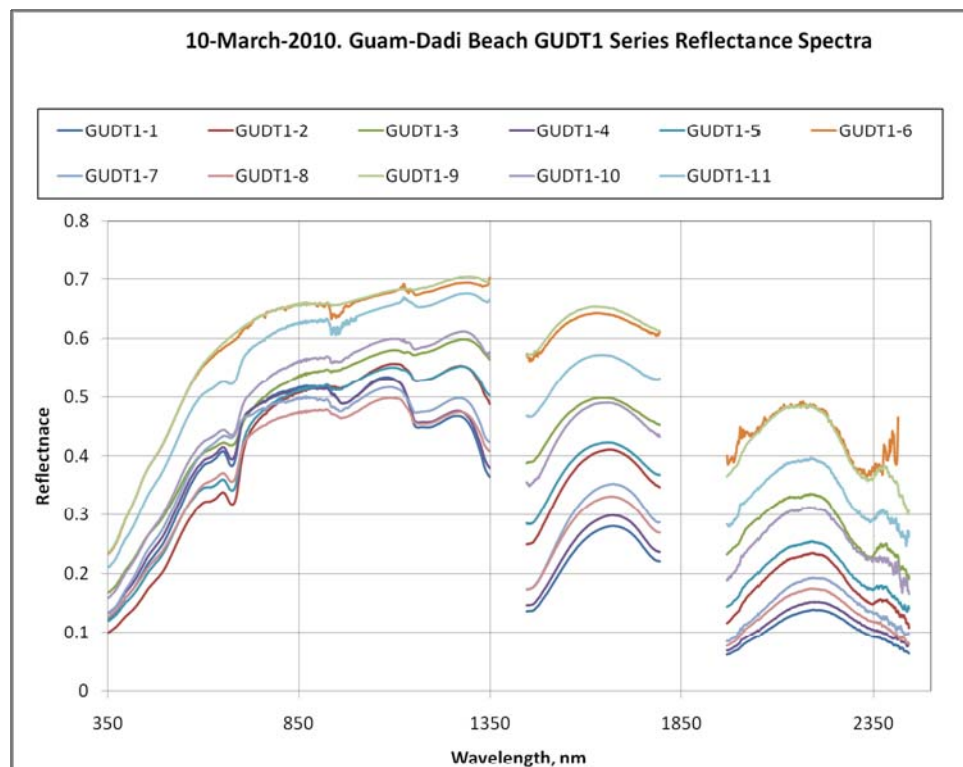 10-March-2010. Guam-Dadi Beach GUDT1 Series Reflectance Spectra
GUDT1-1 GUDT1-2 GUDT1-3 GUDT1-4 GUDT1-5 GUDT1-6
GUDT1-7 GUDT1-8 GUDT1-9 GUDT1-10 GUDT1-11
0.8
0.7
0.6
0.5
0.4
0.3
0.2
0.1
0
Reflectnace
350 850 1350 1850 2350
Wavelength, nm